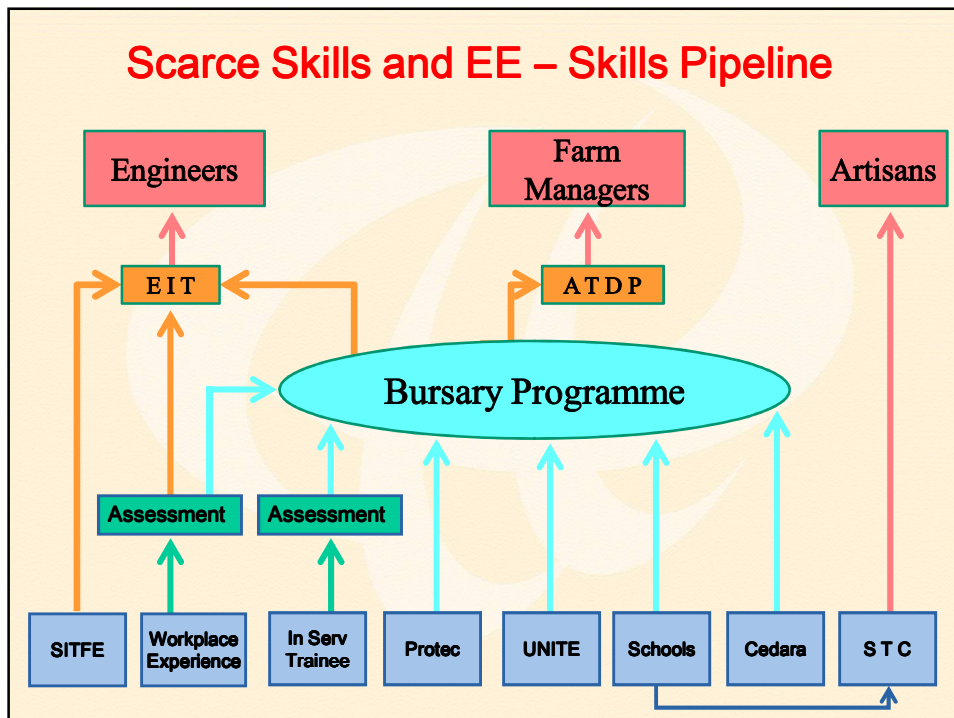 Scarce Skills and EE – Skills Pipeline
Engineers
Farm
Managers
Artisans
E I T
A T D P
Bursary Programme
Assessment
Assessment
SITFE
Workplace
Experience
In Serv
Trainee
Protec
UNITE
Schools
Cedara
S T C